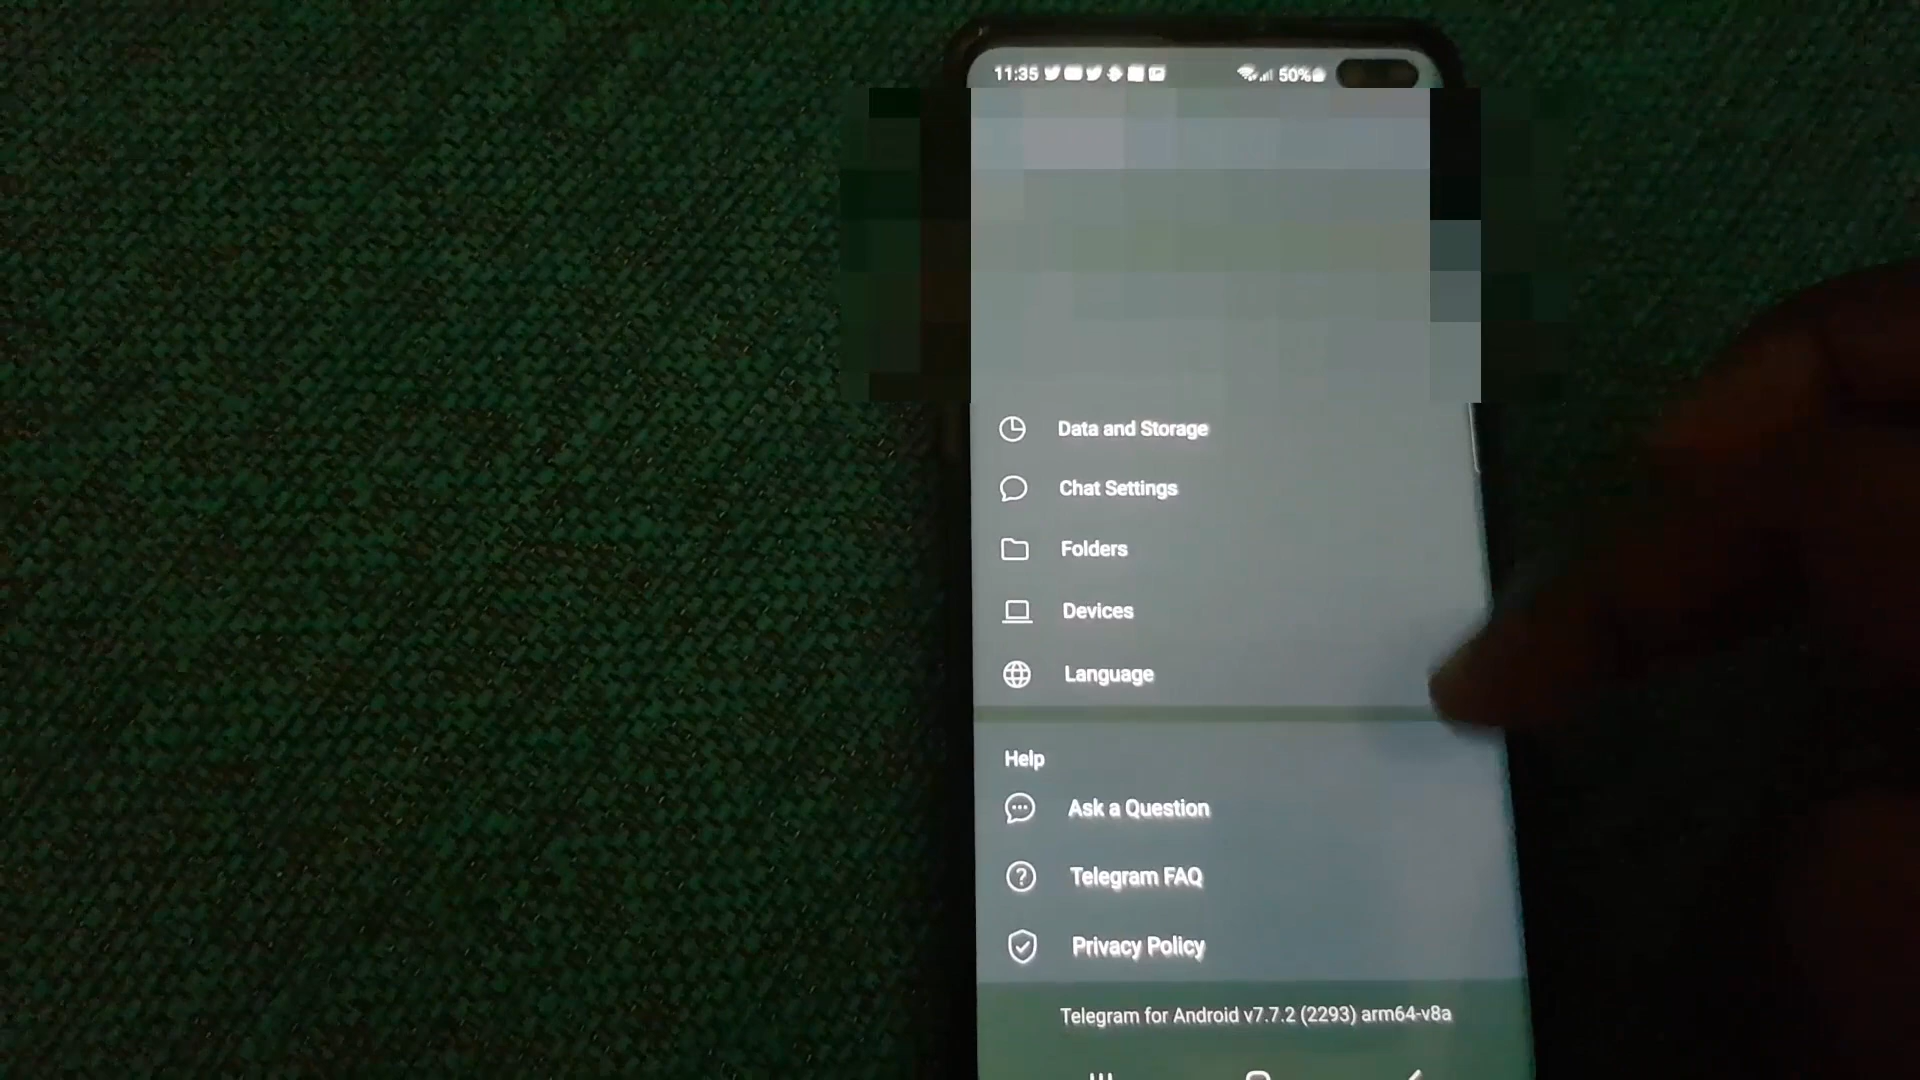 11:35
50%
Data and Storage
Chat Settings
Folders
Devices
Language
Help
Ask a Question
Telegram FAQ
Privacy Policy
Telegram for Android v7.7.2 (2293) arm64-v8a